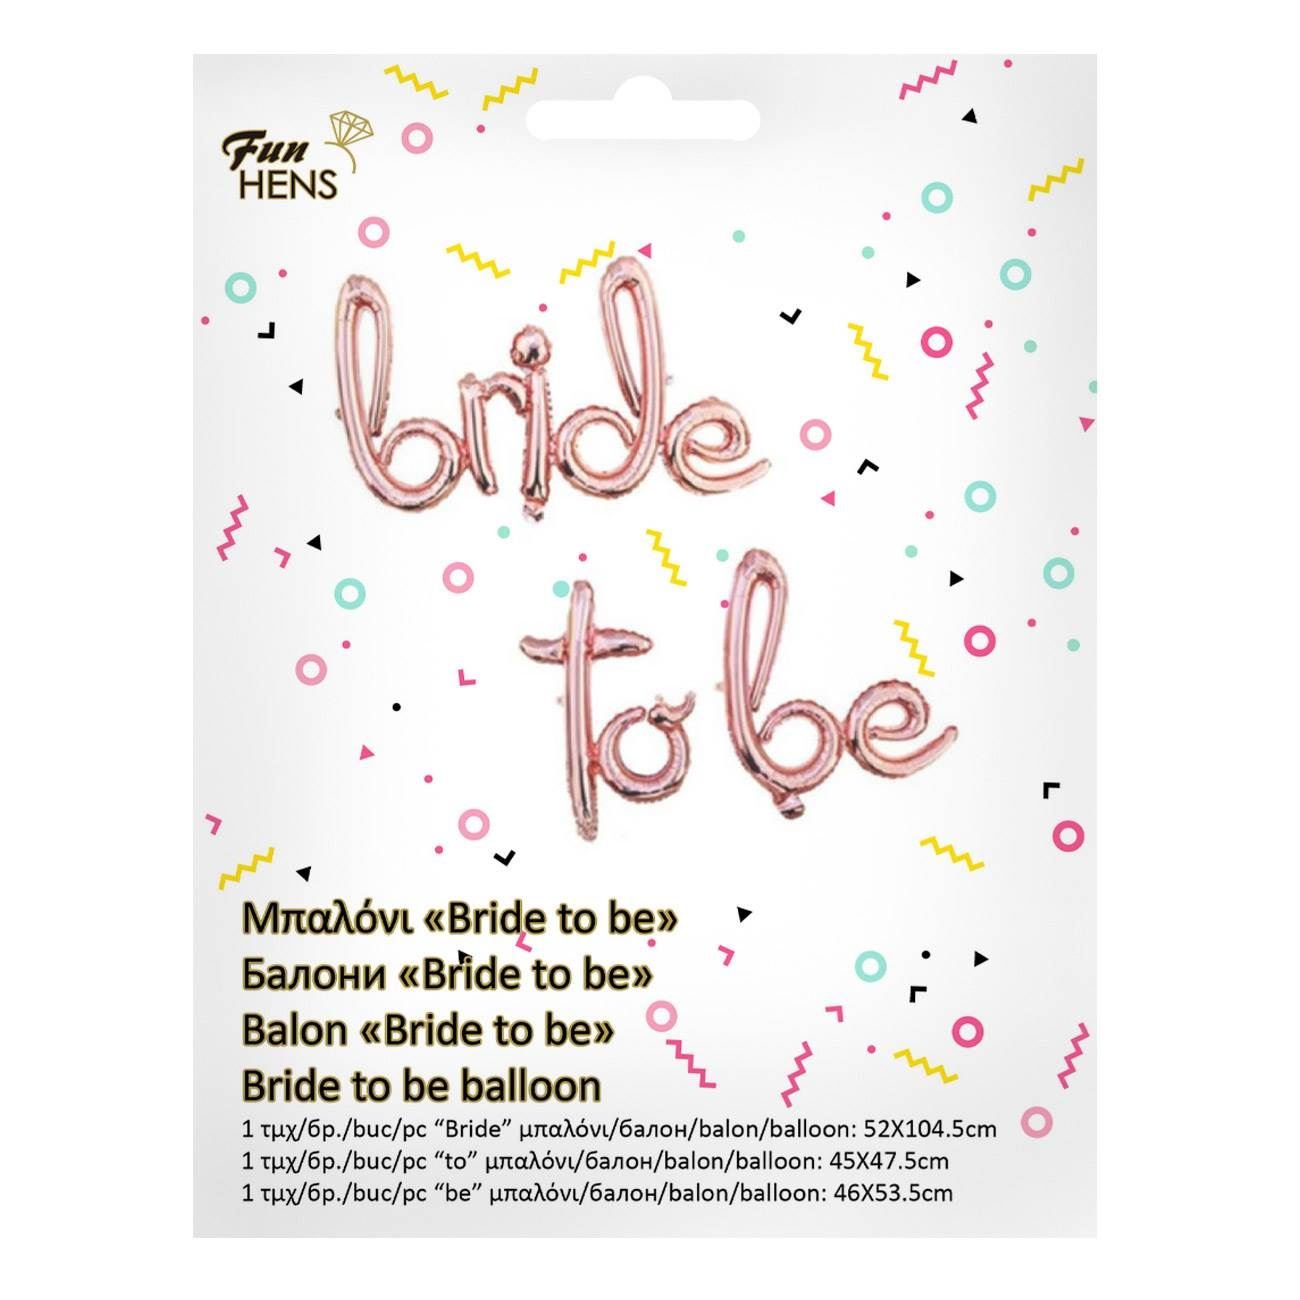 Fun
HENS
bride
to be
Μπαλόνι «Bride to be»
Балони «Bride to be»
Balon «Bride to be»
Bride to be balloon
1 τμχ/бр./buc/pc “Bride” μπαλόνι/балон/balon/balloon: 52X104.5cm
1 τμχ/бр./buc/pc “to” μπαλόνι/балон/balon/balloon: 45X47.5cm
1 τμχ/бр./buc/pc “be” μπαλόνι/балон/balon/balloon: 46X53.5cm